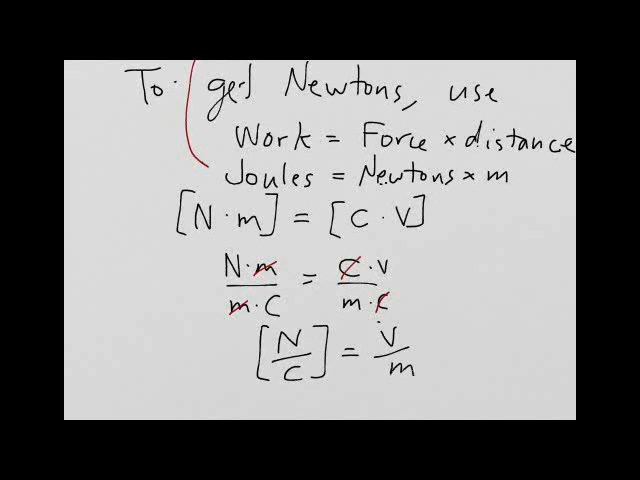 To get Newtons, use
Work = Force × distance
Joules = Newtons × m
[N · m] = [C · V]
N · m / m · C = C · V / m · C
[N / C] = V / m